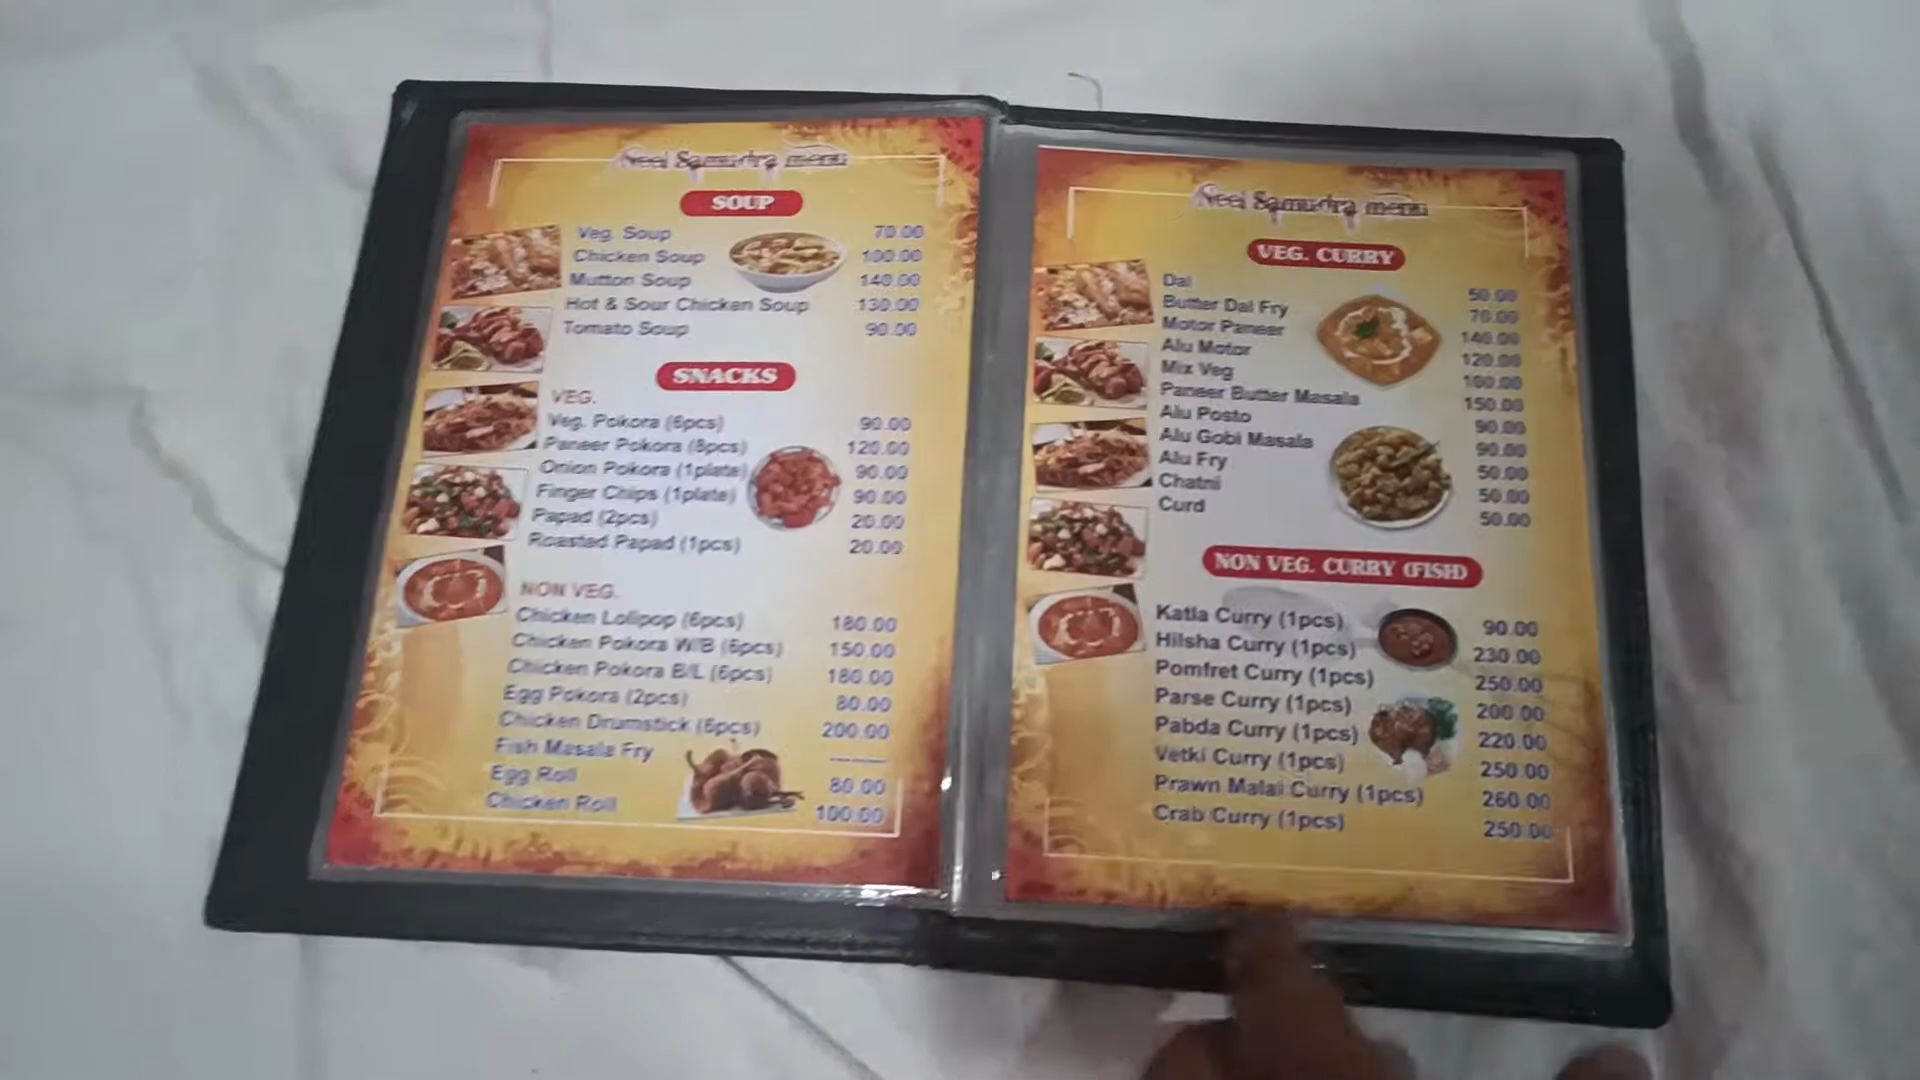 Neel Samudra menu
SOUP
Veg. Soup 70.00
Chicken Soup 100.00
Mutton Soup 140.00
Hot & Sour Chicken Soup 130.00
Tomato Soup 90.00
SNACKS
VEG.
Veg. Pokora (6pcs) 90.00
Paneer Pokora (8pcs) 120.00
Onion Pokora (1plate) 90.00
Finger Chips (1plate) 90.00
Papad (2pcs) 20.00
Roasted Papad (1pcs) 20.00
NON VEG.
Chicken Lollipop (6pcs) 180.00
Chicken Pokora W/B (6pcs) 150.00
Chicken Pokora B/L (6pcs) 180.00
Egg Pokora (2pcs) 80.00
Chicken Drumstick (6pcs) 200.00
Fish Masala Fry --------
Egg Roll 80.00
Chicken Roll 100.00
Neel Samudra menu
VEG. CURRY
Dal 50.00
Butter Dal Fry 70.00
Motor Paneer 140.00
Alu Motor 120.00
Mix Veg 100.00
Paneer Butter Masala 150.00
Alu Posto 90.00
Alu Gobi Masala 90.00
Alu Fry 50.00
Chatnii 50.00
Curd 50.00
NON VEG. CURRY (FISH)
Katla Curry (1pcs) 90.00
Hilsha Curry (1pcs) 230.00
Pomfret Curry (1pcs) 250.00
Parse Curry (1pcs) 200.00
Pabda Curry (1pcs) 220.00
Vetki Curry (1pcs) 250.00
Prawn Malai Curry (1pcs) 260.00
Crab Curry (1pcs) 250.00